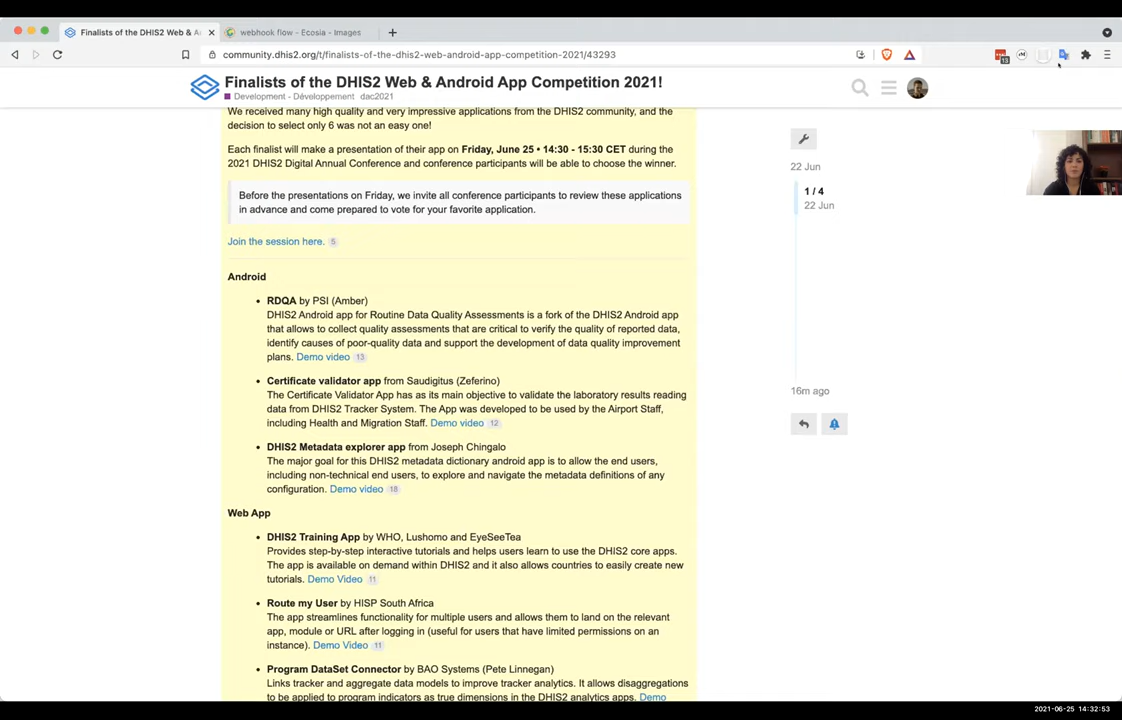 Finalists of the DHIS2 Web & A
webhook flow - Ecosia - Images
community.dhis2.org/t/finalists-of-the-dhis2-web-android-app-competition-2021/43293
13
Finalists of the DHIS2 Web & Android App Competition 2021!
Development - Développement dac2021
We received many high quality and very impressive applications from the DHIS2 community, and the
decision to select only 6 was not an easy one!
Each finalist will make a presentation of their app on Friday, June 25 • 14:30 - 15:30 CET during the
2021 DHIS2 Digital Annual Conference and conference participants will be able to choose the winner.
Before the presentations on Friday, we invite all conference participants to review these applications
in advance and come prepared to vote for your favorite application.
Join the session here. 5
Android
• RDQA by PSI (Amber)
DHIS2 Android app for Routine Data Quality Assessments is a fork of the DHIS2 Android app
that allows to collect quality assessments that are critical to verify the quality of reported data,
identify causes of poor-quality data and support the development of data quality improvement
plans. Demo video 13
• Certificate validator app from Saudigitus (Zeferino)
The Certificate Validator App has as its main objective to validate the laboratory results reading
data from DHIS2 Tracker System. The App was developed to be used by the Airport Staff,
including Health and Migration Staff. Demo video 12
• DHIS2 Metadata explorer app from Joseph Chingalo
The major goal for this DHIS2 metadata dictionary android app is to allow the end users,
including non-technical end users, to explore and navigate the metadata definitions of any
configuration. Demo video 18
Web App
• DHIS2 Training App by WHO, Lushomo and EyeSeeTea
Provides step-by-step interactive tutorials and helps users learn to use the DHIS2 core apps.
The app is available on demand within DHIS2 and it also allows countries to easily create new
tutorials. Demo Video 11
• Route my User by HISP South Africa
The app streamlines functionality for multiple users and allows them to land on the relevant
app, module or URL after logging in (useful for users that have limited permissions on an
instance). Demo Video 11
• Program DataSet Connector by BAO Systems (Pete Linnegan)
Links tracker and aggregate data models to improve tracker analytics. It allows disaggregations
to be applied to program indicators as true dimensions in the DHIS2 analytics apps. Demo
22 Jun
1 / 4
22 Jun
16m ago
2021-06-25 14:32:53